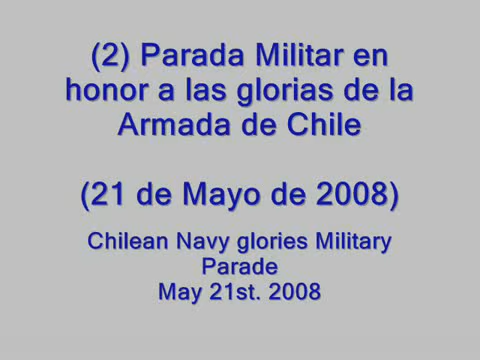 (2) Parada Militar en
honor a las glorias de la
Armada de Chile
(21 de Mayo de 2008)
Chilean Navy glories Military
Parade
May 21st. 2008